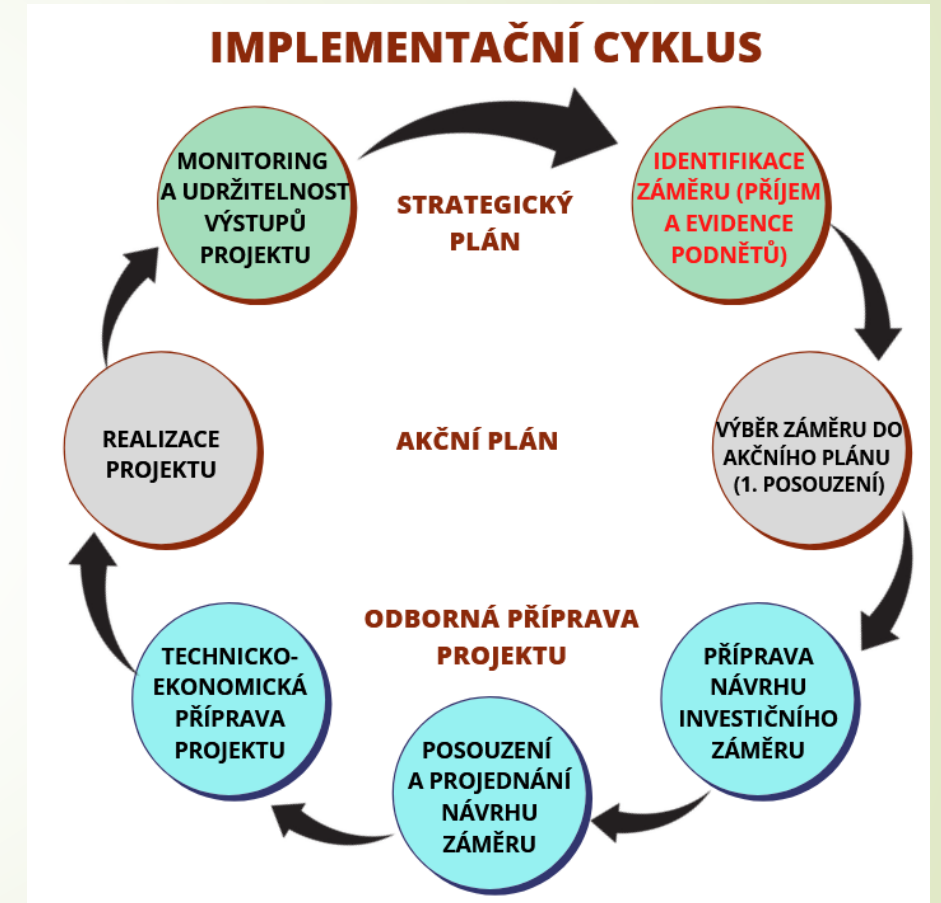 IMPLEMENTAČNÍ CYKLUS
MONITORING
A UDRŽITELNOST
VÝSTUPŮ
PROJEKTU
STRATEGICKÝ
PLÁN
IDENTIFIKACE
ZÁMĚRU (PŘÍJEM
A EVIDENCE
PODNĚTŮ)
REALIZACE
PROJEKTU
AKČNÍ PLÁN
VÝBĚR ZÁMĚRU DO
AKČNÍHO PLÁNU
(1. POSOUZENÍ)
ODBORNÁ PŘÍPRAVA
PROJEKTU
TECHNICKO-
EKONOMICKÁ
PŘÍPRAVA
PROJEKTU
POSOUZENÍ
A PROJEDNÁNÍ
NÁVRHU
ZÁMĚRU
PŘÍPRAVA
NÁVRHU
INVESTIČNÍHO
ZÁMĚRU